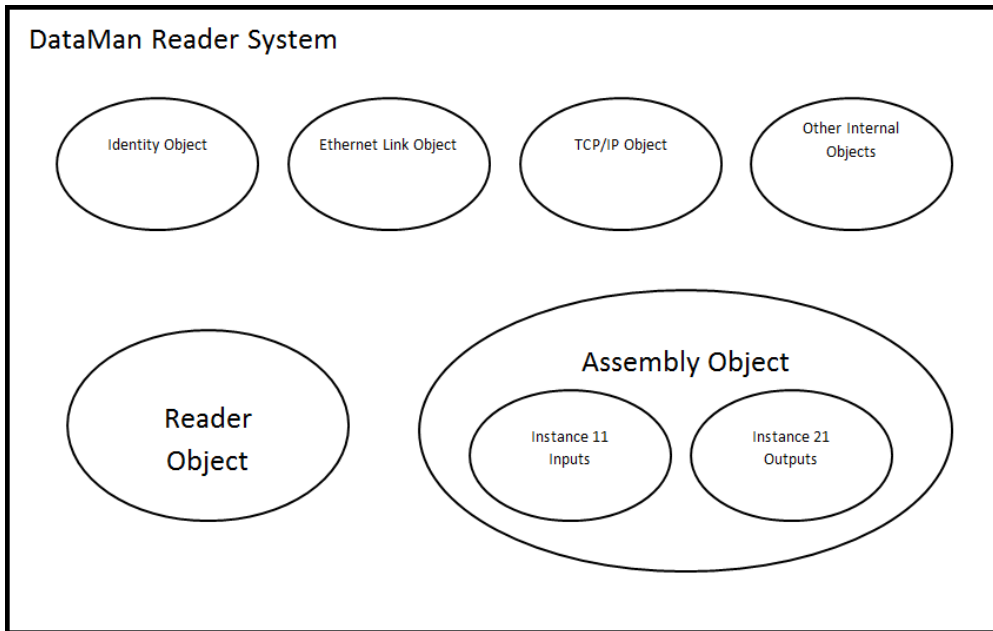 DataMan Reader System
Identity Object
Ethernet Link Object
TCP/IP Object
Other Internal
Objects
Reader
Object
Assembly Object
Instance 11
Inputs
Instance 21
Outputs